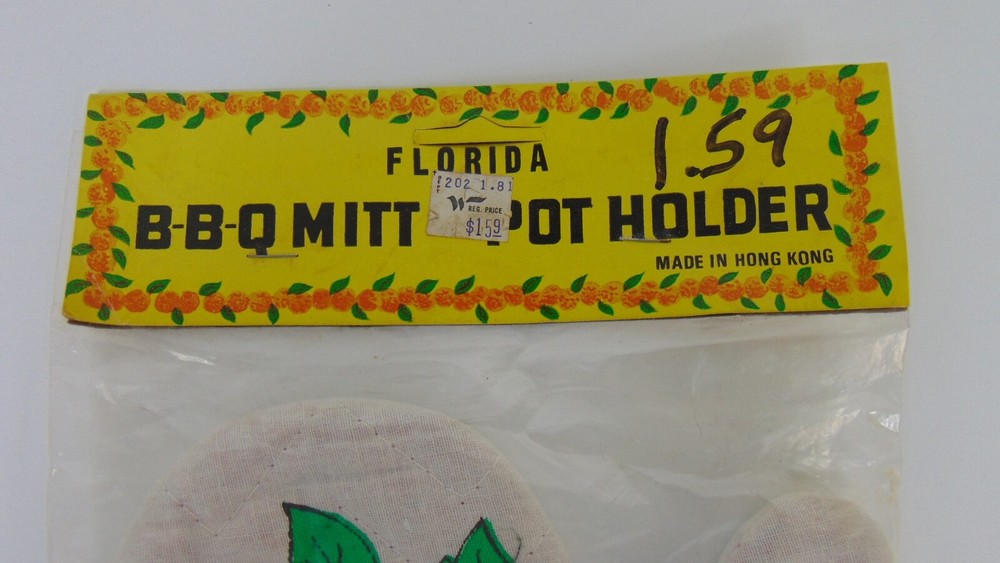 FLORIDA
1.59
202 1.81
W
REG. PRICE
$1.59
B-B-Q MITT POT HOLDER
MADE IN HONG KONG